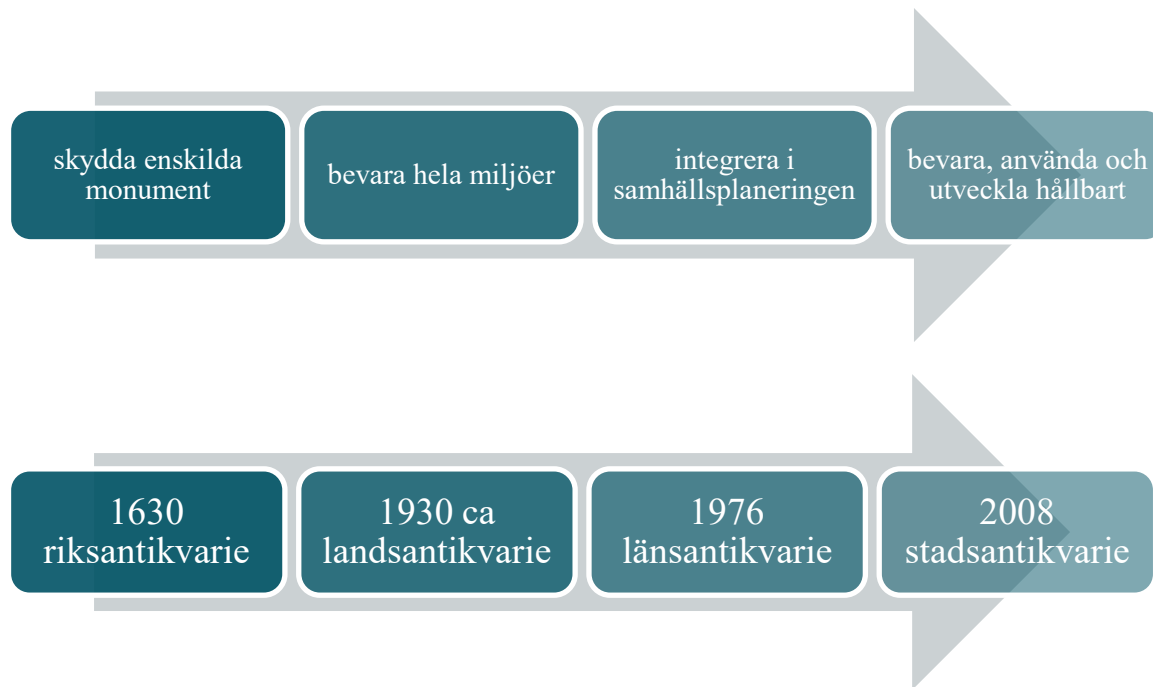 skydda enskilda
monument
bevara hela miljöer
integrera i
samhällsplaneringen
bevara, använda och
utveckla hållbart
1630
riksantikvarie
1930 ca
landsantikvarie
1976
länsantikvarie
2008
stadsantikvarie